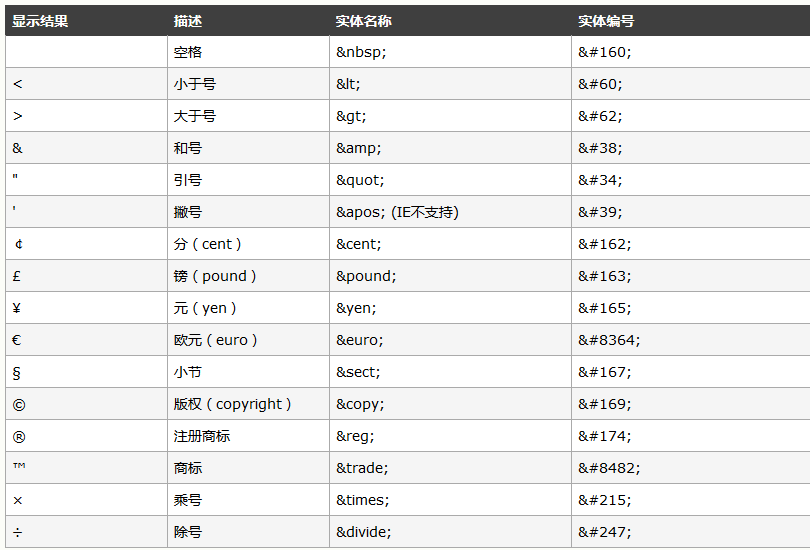 显示结果 描述 实体名称 实体编号
空格 &nbsp; &#160;
< 小于号 &lt; &#60;
> 大于号 &gt; &#62;
& 和号 &amp; &#38;
" 引号 &quot; &#34;
' 撇号 &apos; (IE不支持) &#39;
¢ 分（cent） &cent; &#162;
£ 镑（pound） &pound; &#163;
¥ 元（yen） &yen; &#165;
€ 欧元（euro） &euro; &#8364;
§ 小节 &sect; &#167;
© 版权（copyright） &copy; &#169;
® 注册商标 &reg; &#174;
™ 商标 &trade; &#8482;
× 乘号 &times; &#215;
÷ 除号 &divide; &#247;